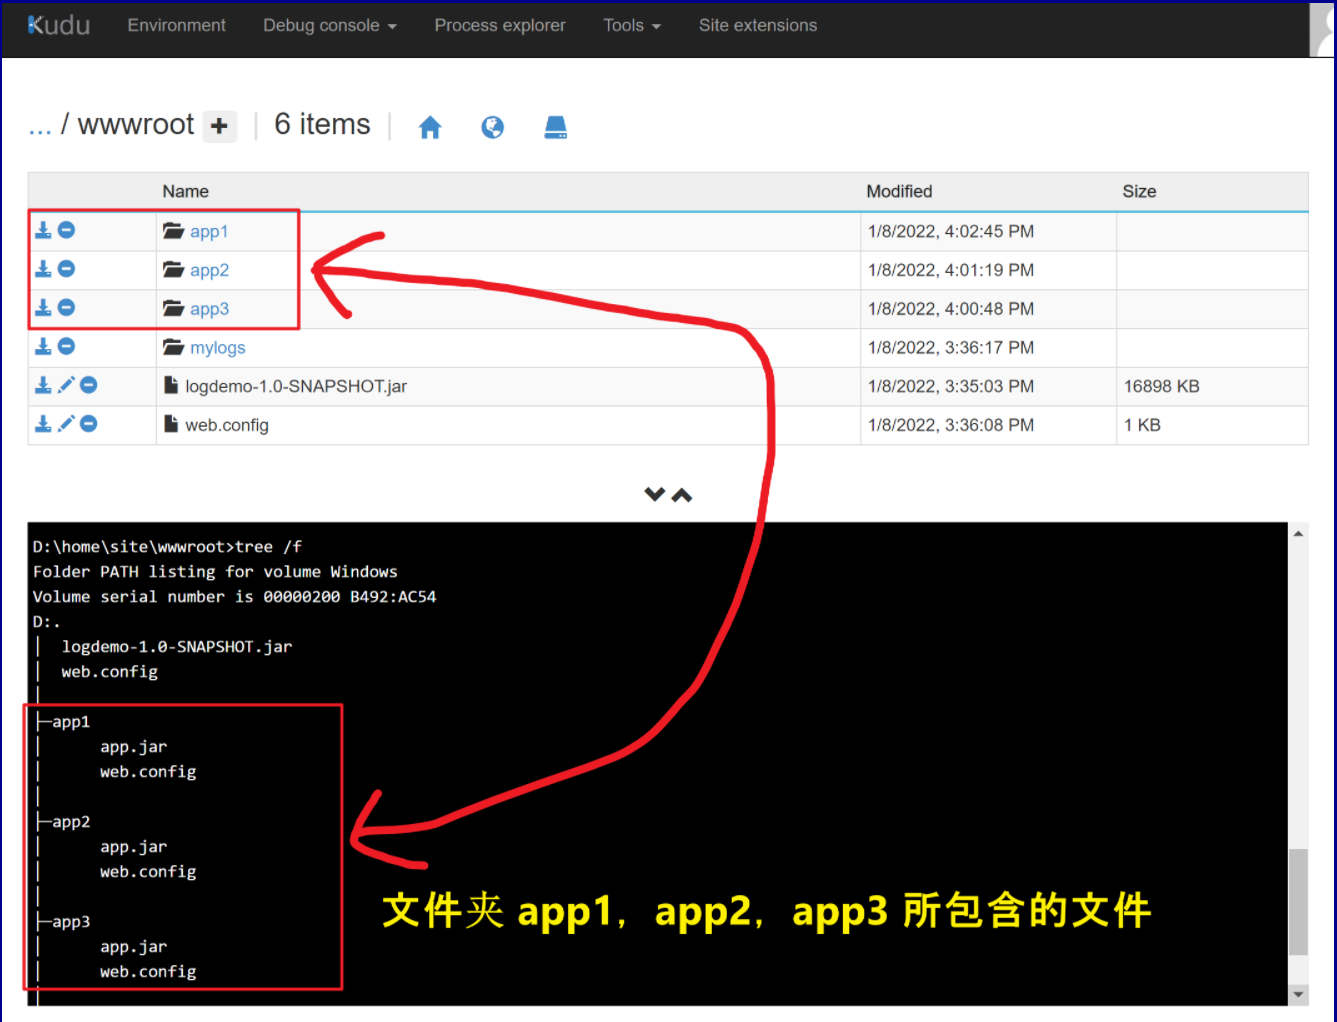 Kudu Environment Debug console Process explorer Tools Site extensions
... / wwwroot + | 6 items |
Name Modified Size
app1 1/8/2022, 4:02:45 PM
app2 1/8/2022, 4:01:19 PM
app3 1/8/2022, 4:00:48 PM
mylogs 1/8/2022, 3:36:17 PM
logdemo-1.0-SNAPSHOT.jar 1/8/2022, 3:35:03 PM 16898 KB
web.config 1/8/2022, 3:36:08 PM 1 KB
D:\home\site\wwwroot>tree /f
Folder PATH listing for volume Windows
Volume serial number is 00000200 B492:AC54
D:.
│  logdemo-1.0-SNAPSHOT.jar
│  web.config
│
├─app1
│      app.jar
│      web.config
│
├─app2
│      app.jar
│      web.config
│
├─app3
│      app.jar
│      web.config
│
文件夹 app1，app2，app3 所包含的文件